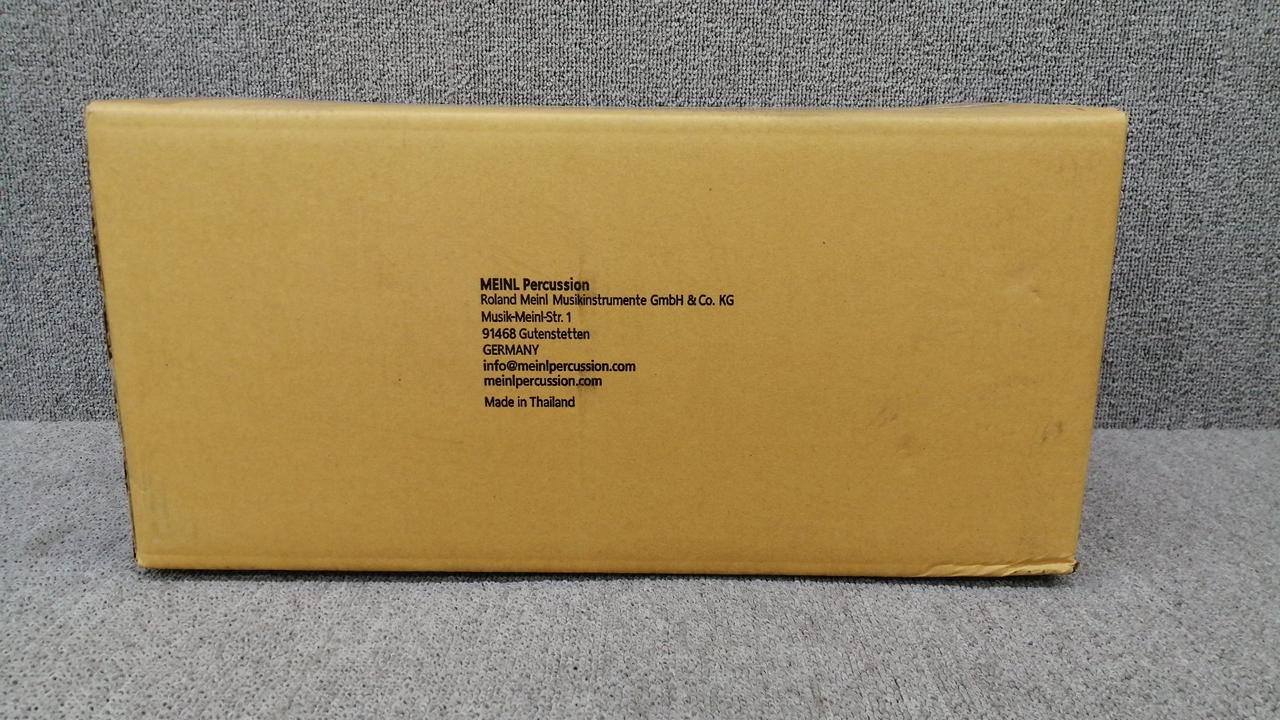 MEINL Percussion
Roland Meinl Musikinstrumente GmbH & Co. KG
Musik-Meinl-Str. 1
91468 Gutenstetten
GERMANY
info@meinlpercussion.com
meinlpercussion.com
Made in Thailand